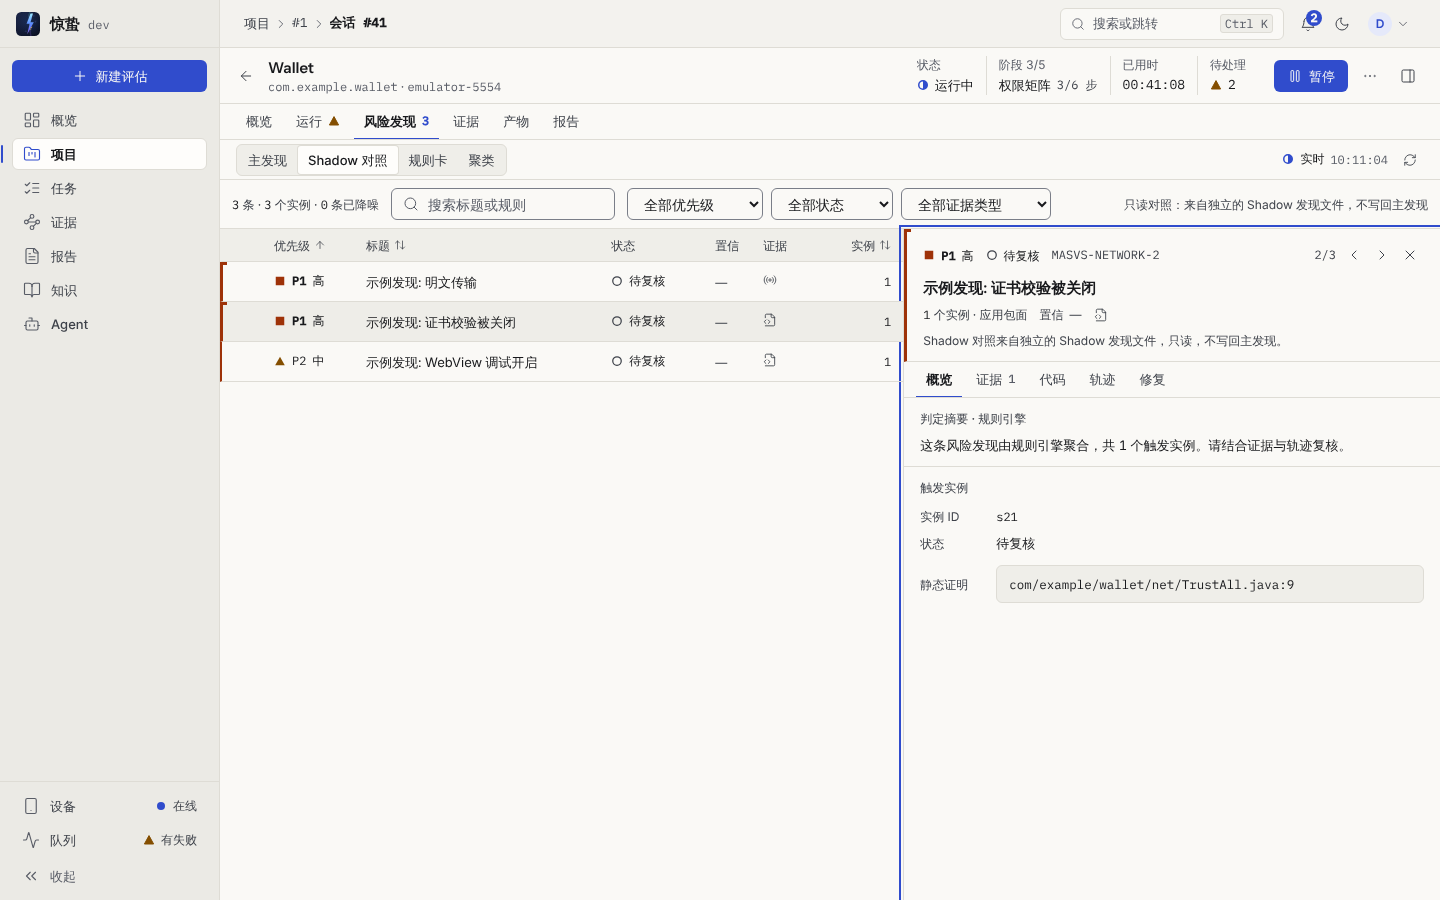 惊蛰 dev
项目 #1 会话 #41
搜索或跳转 Ctrl K
2
D
新建评估
概览
项目
任务
证据
报告
知识
Agent
设备 在线
队列 有失败
收起
Wallet
com.example.wallet · emulator-5554
状态
运行中
阶段 3/5
权限矩阵 3/6 步
已用时
00:41:08
待处理
2
暂停
概览 运行 风险发现 3 证据 产物 报告
主发现 Shadow 对照 规则卡 聚类
实时 10:11:04
3 条 · 3 个实例 · 0 条已降噪
搜索标题或规则
全部优先级
全部状态
全部证据类型
只读对照：来自独立的 Shadow 发现文件，不写回主发现
优先级 标题 状态 置信 证据 实例
P1 高 示例发现: 明文传输 待复核 — 1
P1 高 示例发现: 证书校验被关闭 待复核 — 1
P2 中 示例发现: WebView 调试开启 待复核 — 1
P1 高 待复核 MASVS-NETWORK-2 2/3
示例发现: 证书校验被关闭
1 个实例 · 应用包面 置信 —
Shadow 对照来自独立的 Shadow 发现文件，只读，不写回主发现。
概览 证据 1 代码 轨迹 修复
判定摘要 · 规则引擎
这条风险发现由规则引擎聚合，共 1 个触发实例。请结合证据与轨迹复核。
触发实例
实例 ID s21
状态 待复核
静态证明 com/example/wallet/net/TrustAll.java:9